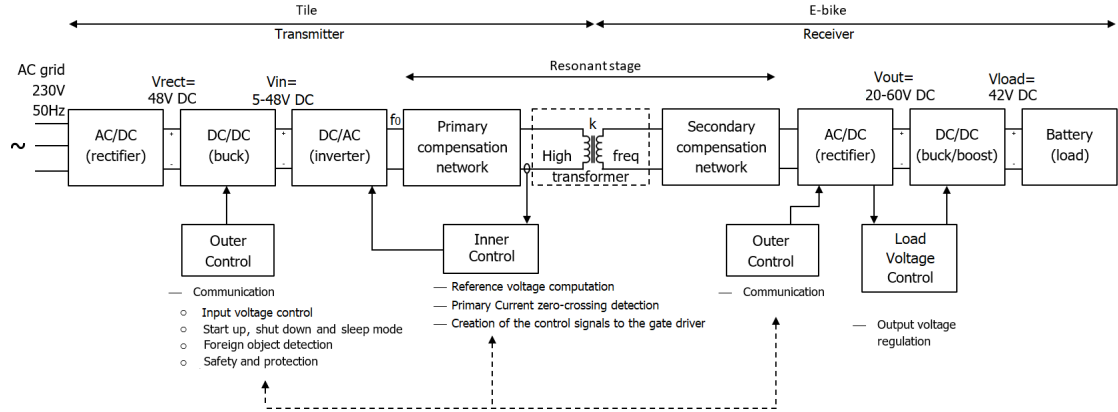 Tile
E-bike
Transmitter
Receiver
Resonant stage
AC grid
230V
50Hz
~
Vrect=
48V DC
Vin=
5-48V DC
Vout=
20-60V DC
Vload=
42V DC
AC/DC
(rectifier)
+
-
DC/DC
(buck)
+
-
DC/AC
(inverter)
f0
Primary
compensation
network
k
High freq
transformer
Secondary
compensation
network
AC/DC
(rectifier)
+
-
DC/DC
(buck/boost)
+
-
Battery
(load)
Outer
Control
Inner
Control
Outer
Control
Load
Voltage
Control
— Communication
○ Input voltage control
○ Start up, shut down and sleep mode
○ Foreign object detection
○ Safety and protection
— Reference voltage computation
— Primary Current zero-crossing detection
— Creation of the control signals to the gate driver
— Communication
— Output voltage
regulation